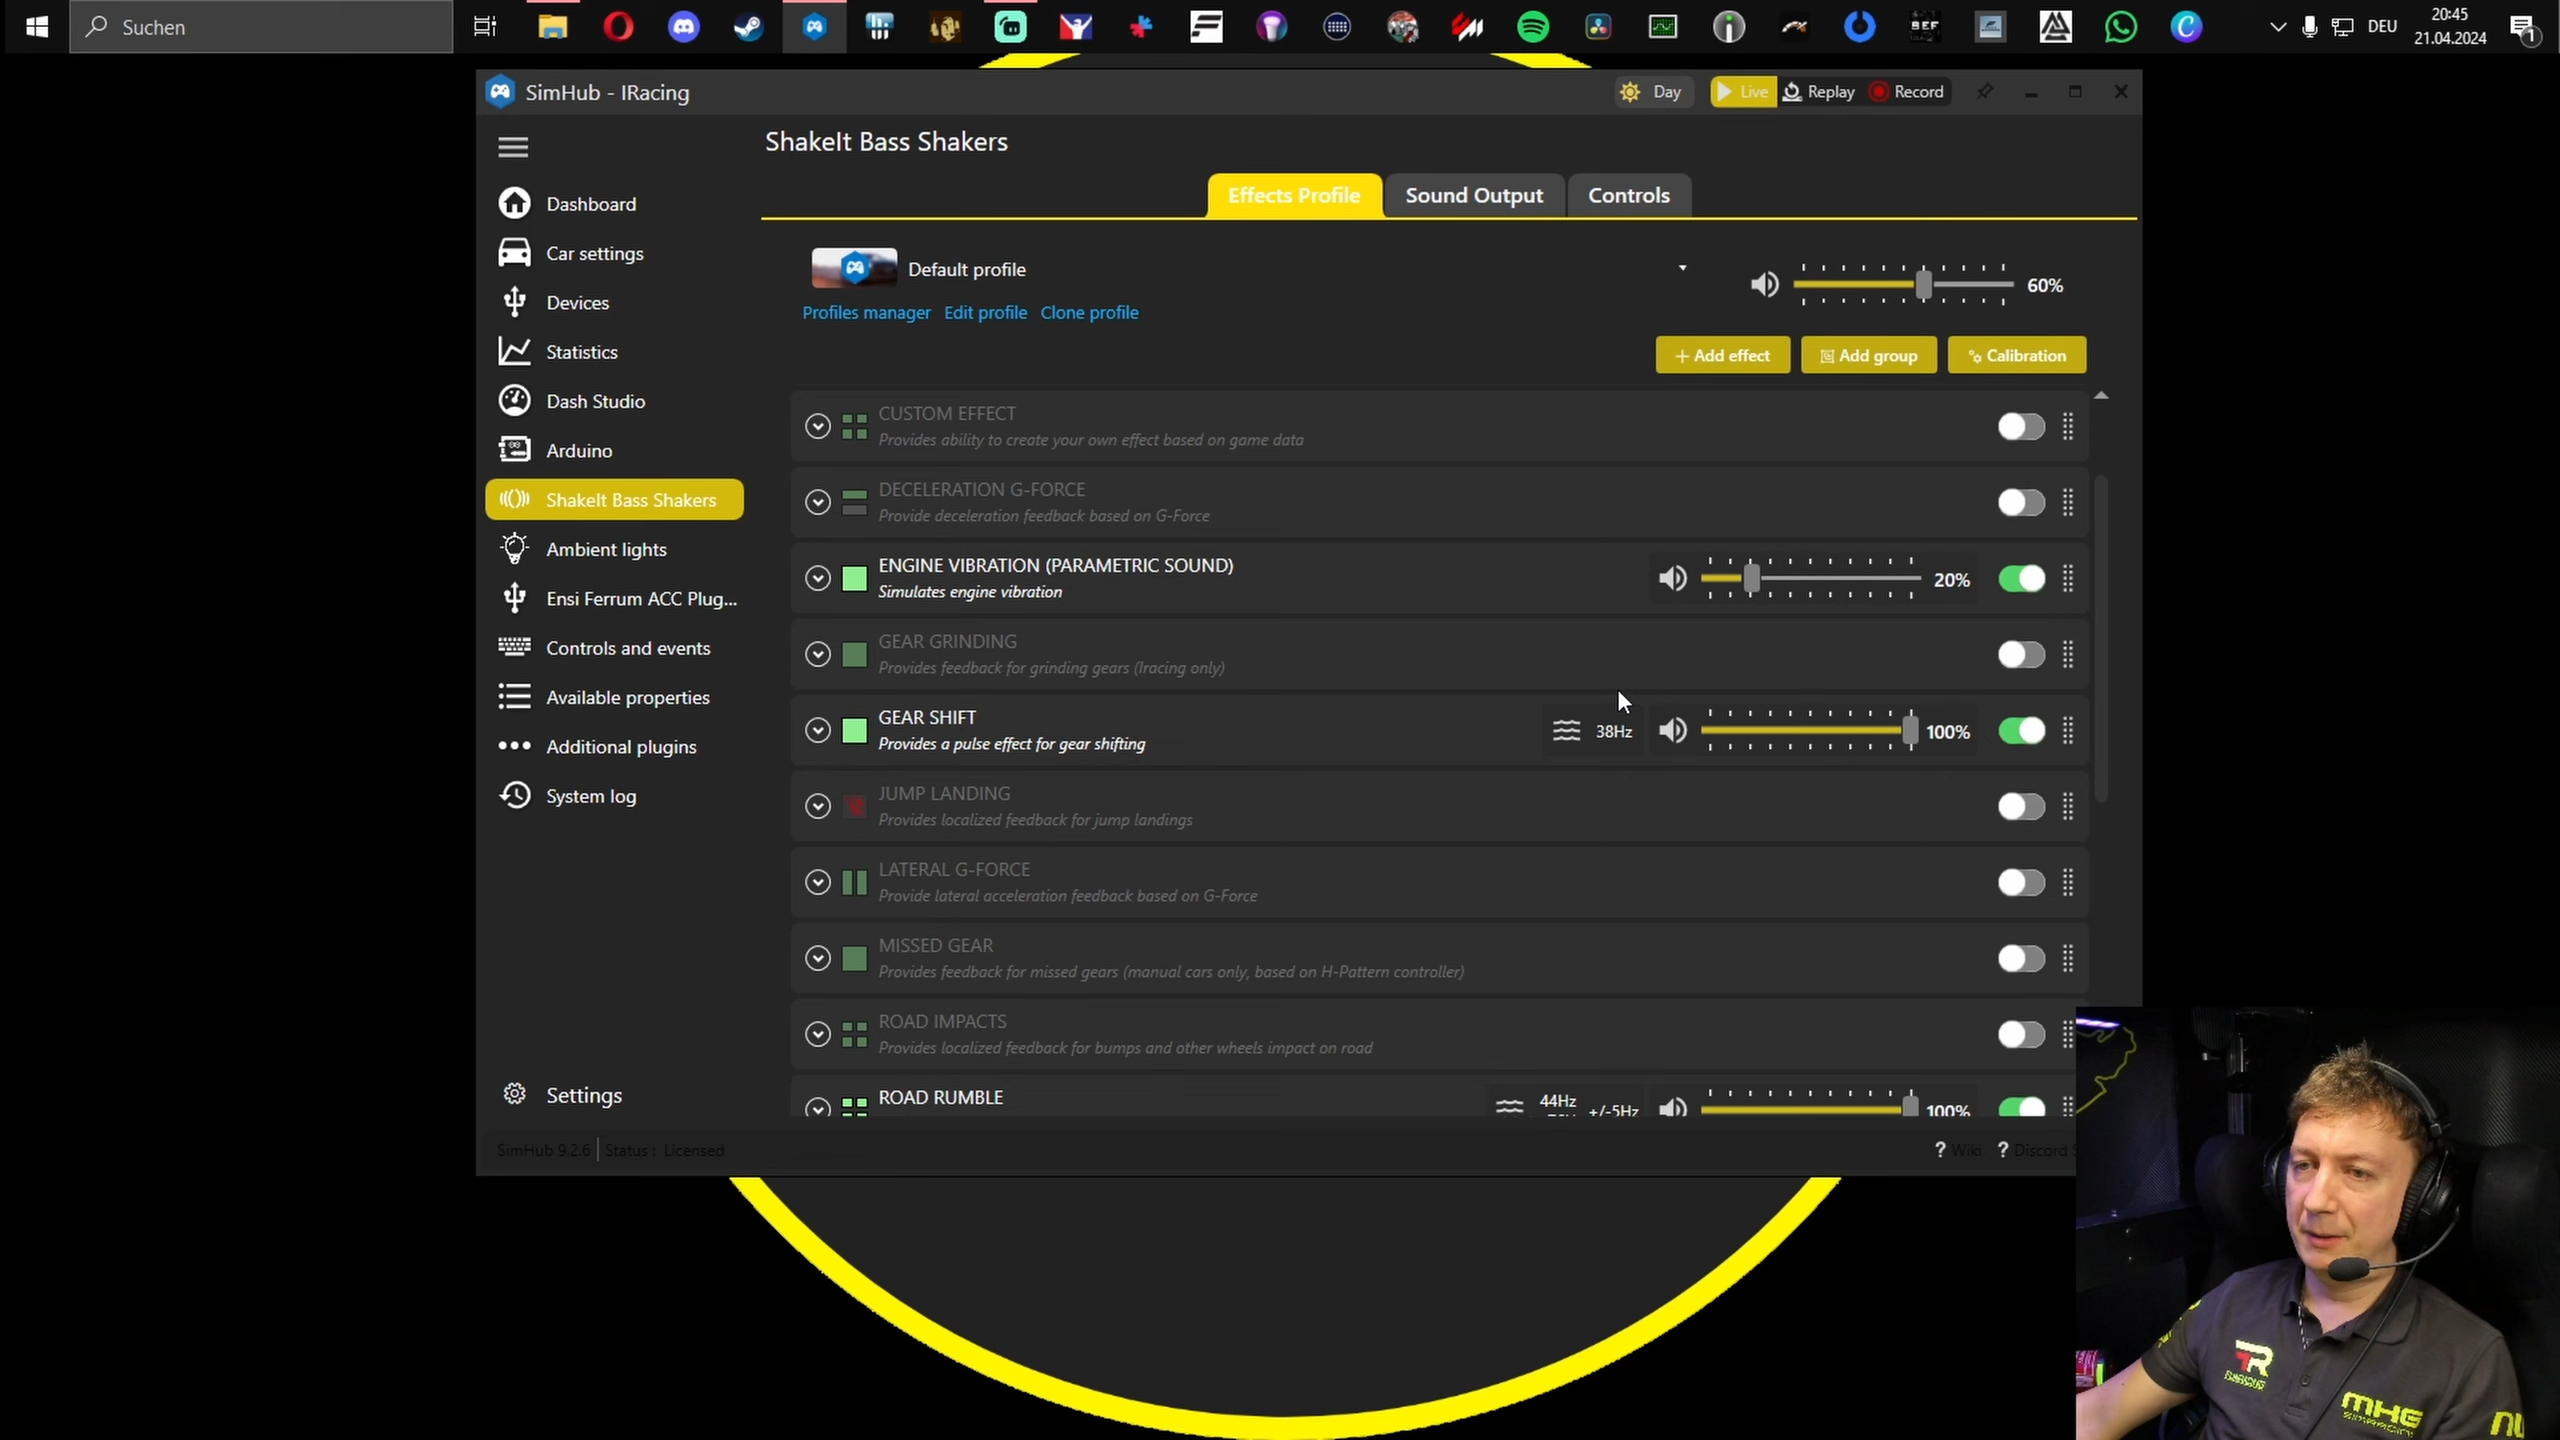 Suchen
BEF
DEU
20:45
21.04.2024
1
SimHub - IRacing
Day
Live
Replay
Record
ShakeIt Bass Shakers
Effects Profile
Sound Output
Controls
Dashboard
Car settings
Devices
Statistics
Dash Studio
Arduino
ShakeIt Bass Shakers
Ambient lights
Ensi Ferrum ACC Plug...
Controls and events
Available properties
Additional plugins
System log
Settings
Default profile
60%
Profiles manager Edit profile Clone profile
+ Add effect
Add group
Calibration
CUSTOM EFFECT
Provides ability to create your own effect based on game data
DECELERATION G-FORCE
Provide deceleration feedback based on G-Force
ENGINE VIBRATION (PARAMETRIC SOUND)
Simulates engine vibration
20%
GEAR GRINDING
Provides feedback for grinding gears (Iracing only)
GEAR SHIFT
Provides a pulse effect for gear shifting
38Hz
100%
JUMP LANDING
Provides localized feedback for jump landings
LATERAL G-FORCE
Provide lateral acceleration feedback based on G-Force
MISSED GEAR
Provides feedback for missed gears (manual cars only, based on H-Pattern controller)
ROAD IMPACTS
Provides localized feedback for bumps and other wheels impact on road
ROAD RUMBLE
44Hz
+/-5Hz
100%
SimHub 9.2.6 Status : Licensed
? Wiki ? Discord
MHG